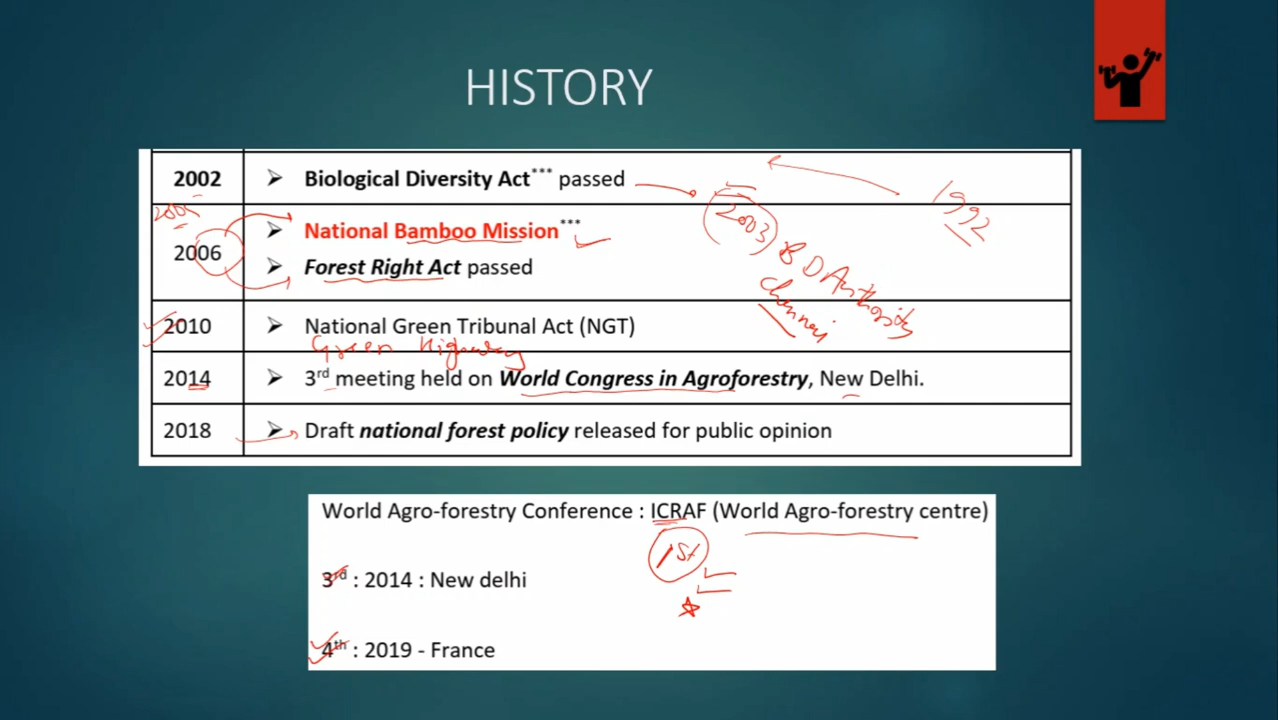 HISTORY
2002 ➢ Biological Diversity Act*** passed
1992
2005
2006 ➢ National Bamboo Mission***
(2003) B D Authority
Chennai
➢ Forest Right Act passed
2010 ➢ National Green Tribunal Act (NGT)
Green Highway
2014 ➢ 3rd meeting held on World Congress in Agroforestry, New Delhi.
2018 ➢ Draft national forest policy released for public opinion
World Agro-forestry Conference : ICRAF (World Agro-forestry centre)
1st
3rd : 2014 : New delhi
4th : 2019 - France